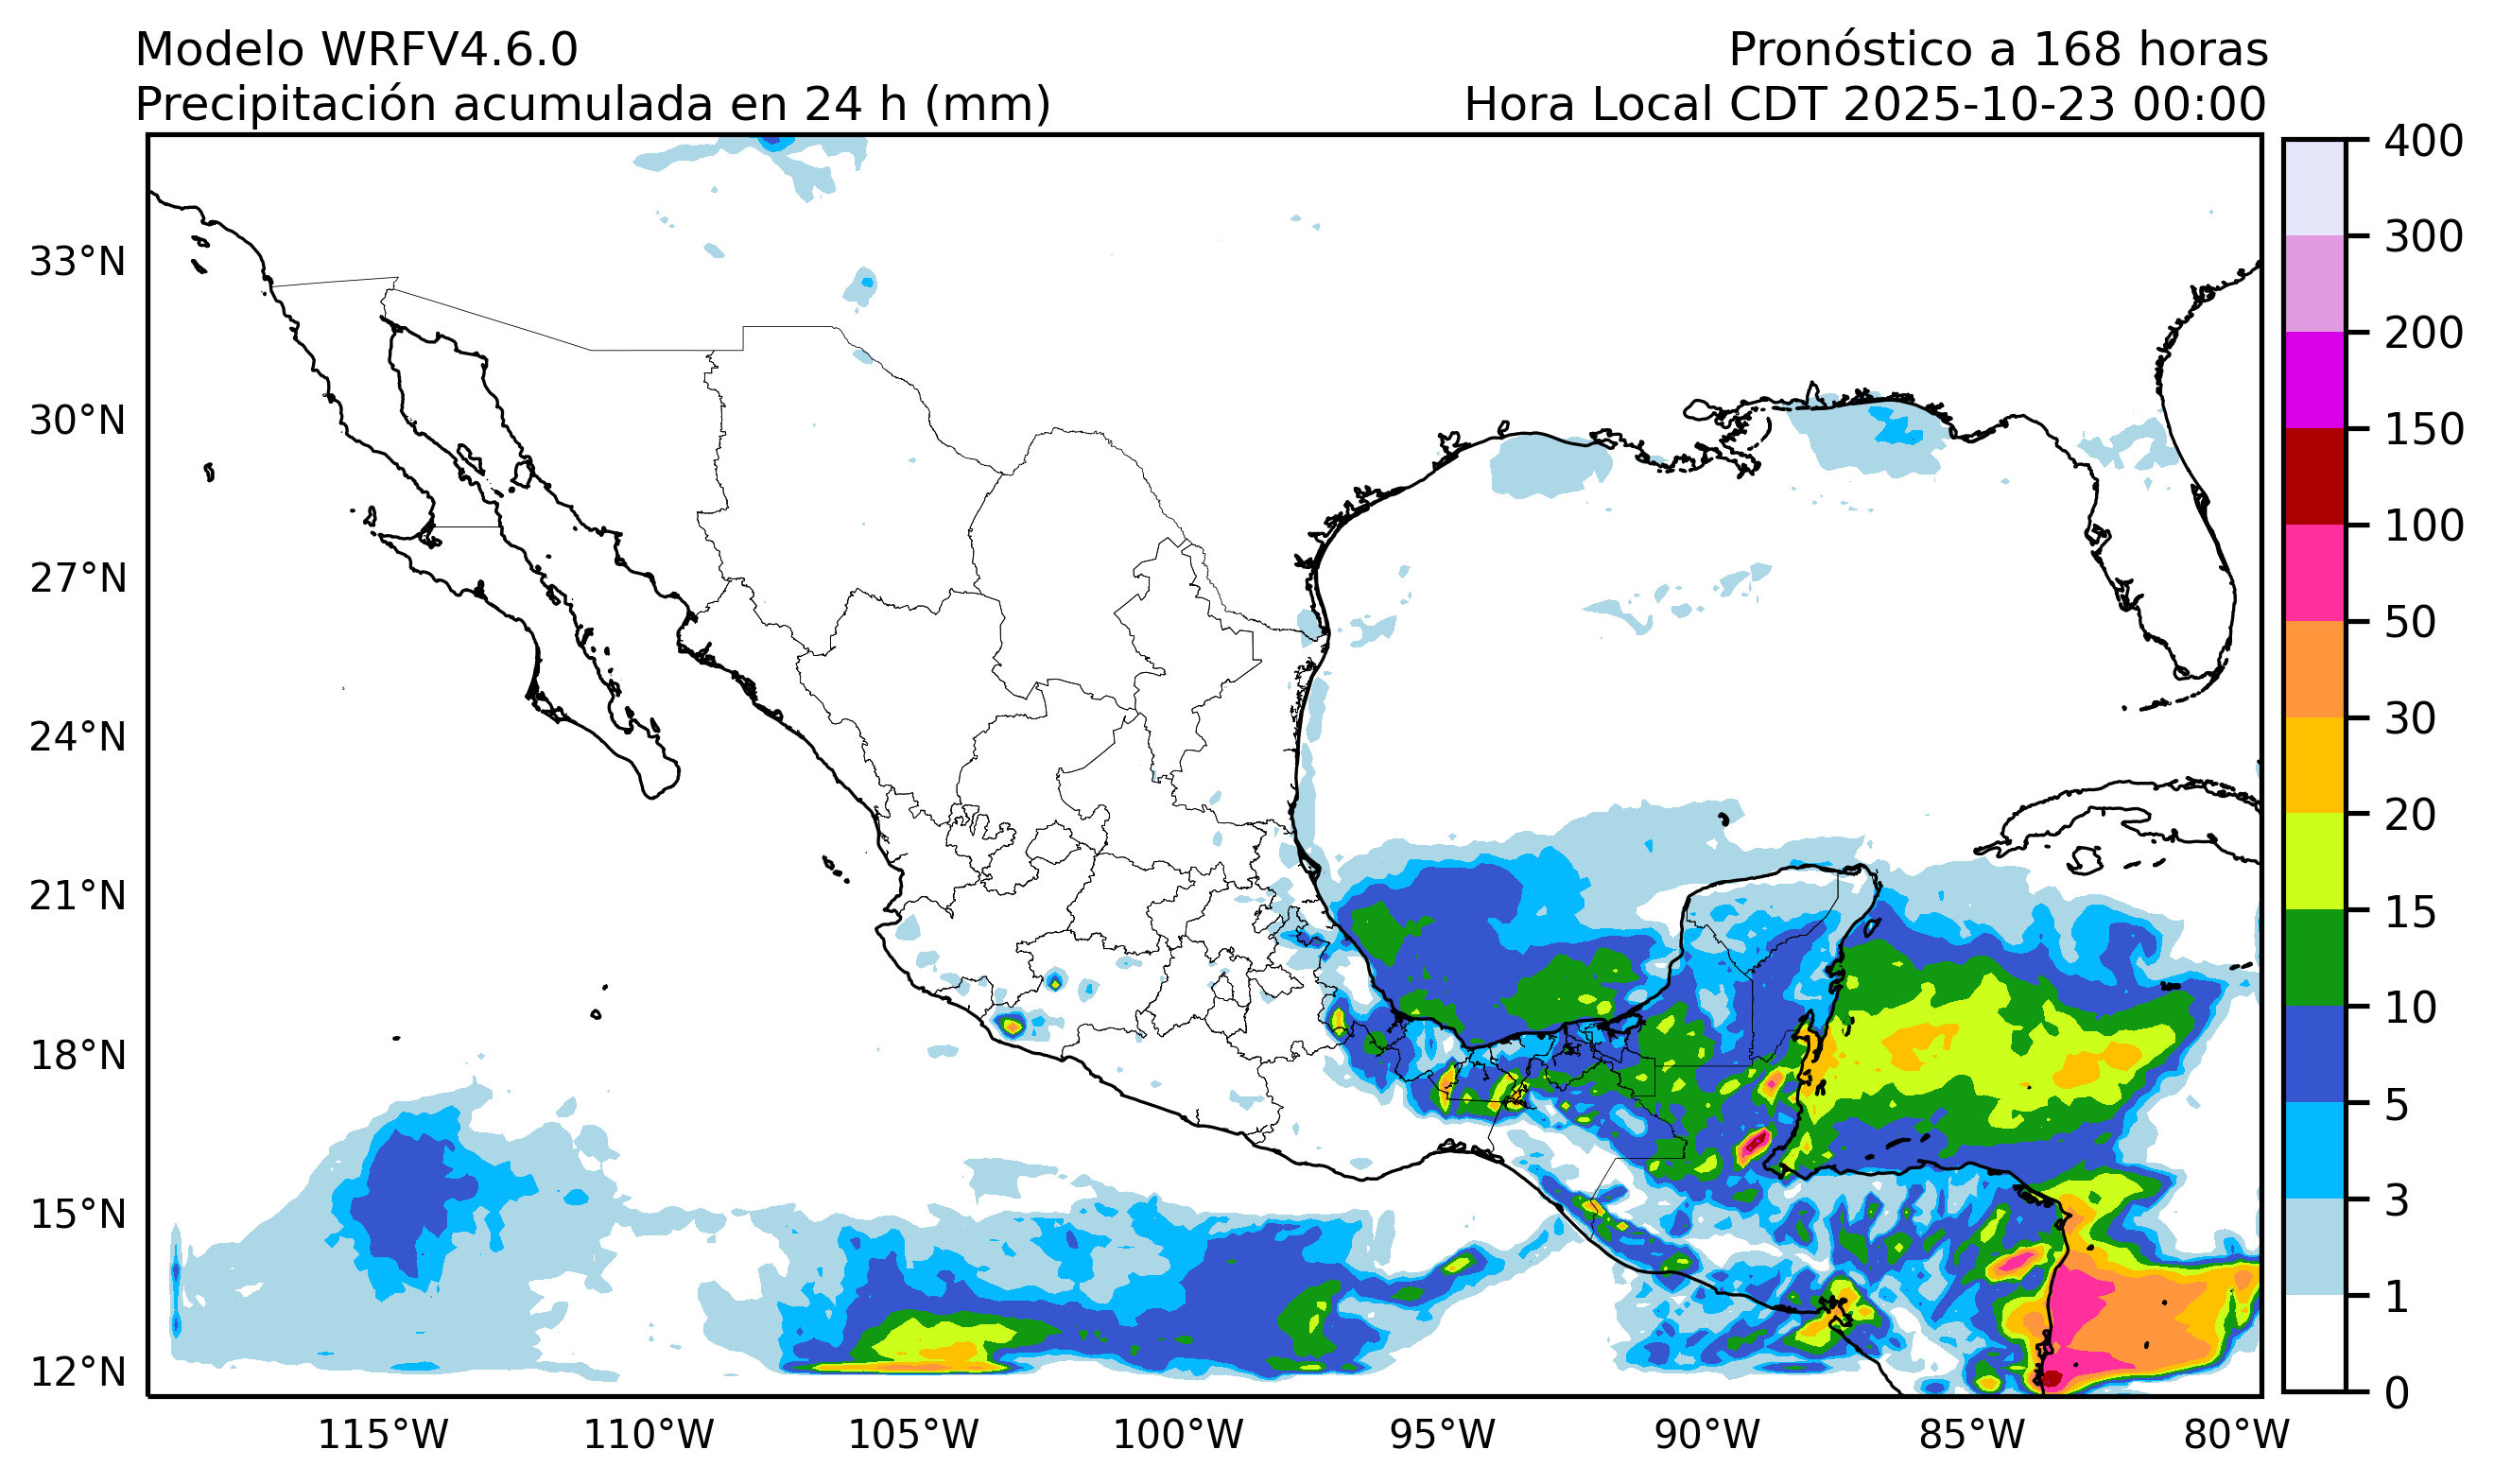 Modelo WRFV4.6.0
Pronóstico a 168 horas
Precipitación acumulada en 24 h (mm)
Hora Local CDT 2025-10-23 00:00
33°N
30°N
27°N
24°N
21°N
18°N
15°N
12°N
115°W
110°W
105°W
100°W
95°W
90°W
85°W
80°W
400
300
200
150
100
50
30
20
15
10
5
3
1
0